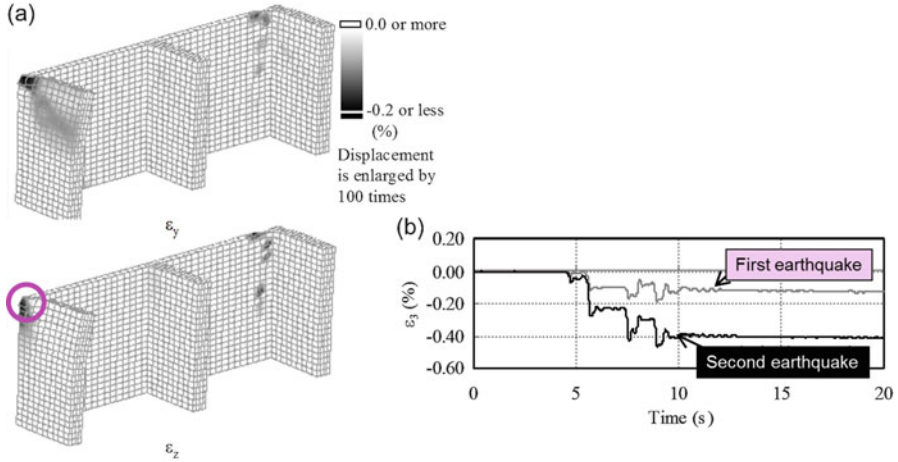 (a)
0.0 or more
-0.2 or less
(%)
Displacement
is enlarged by
100 times
εy
εz
(b)
0.20
0.00
-0.20
-0.40
-0.60
ε3 (%)
First earthquake
Second earthquake
0
5
10
15
20
Time (s)